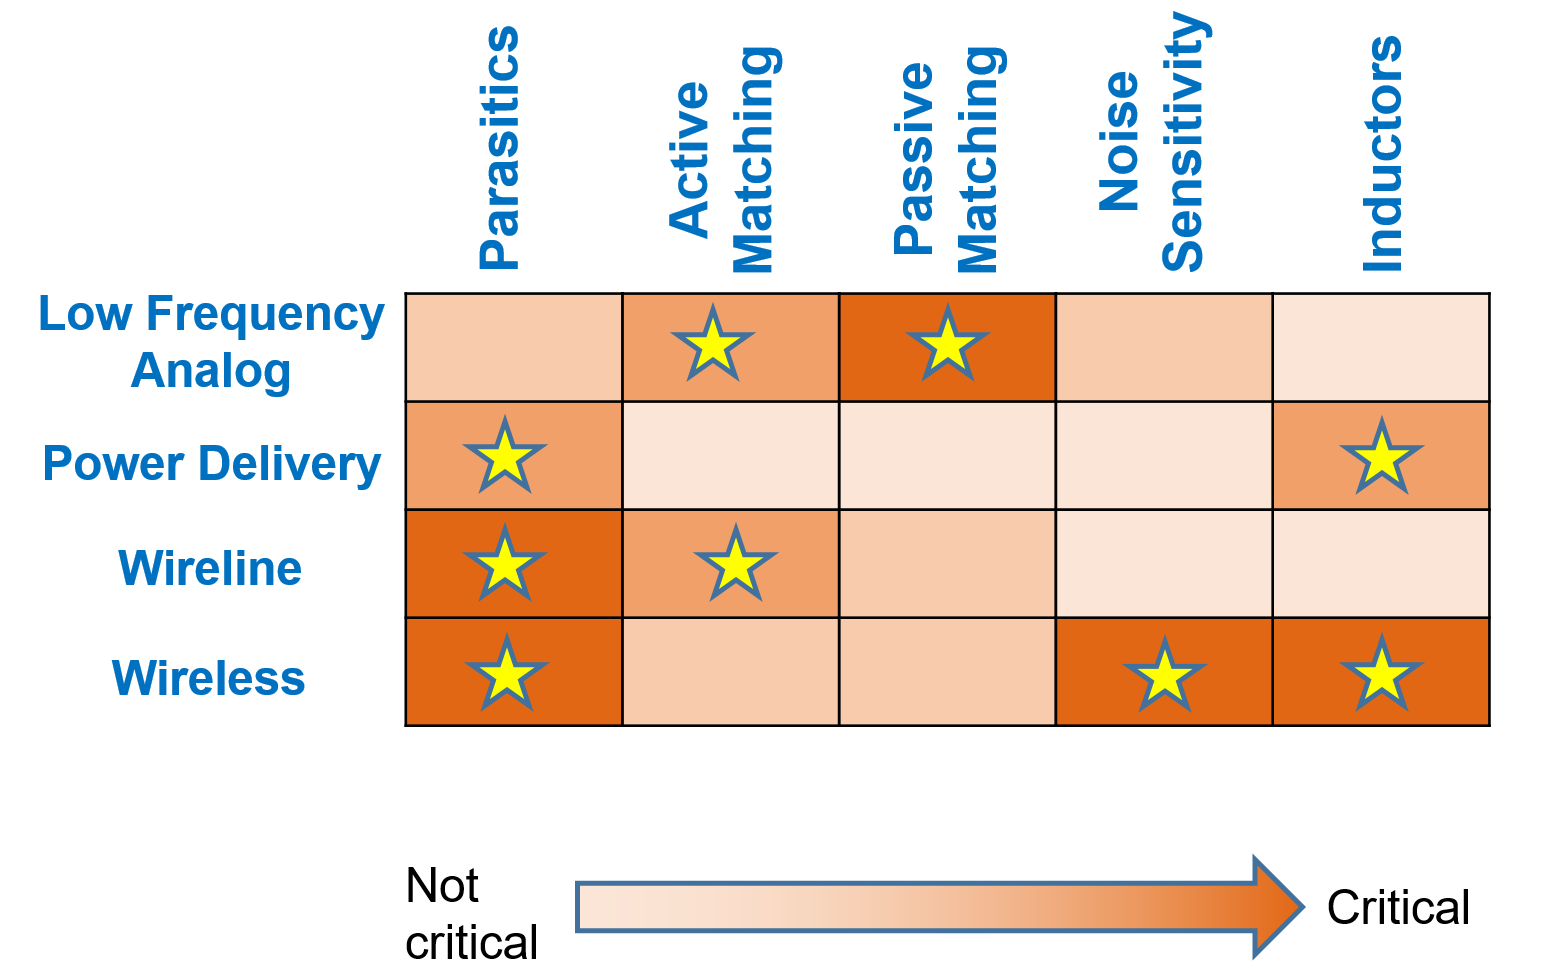 Parasitics
Active
Matching
Passive
Matching
Noise
Sensitivity
Inductors
Low Frequency
Analog
Power Delivery
Wireline
Wireless
Not
critical
Critical